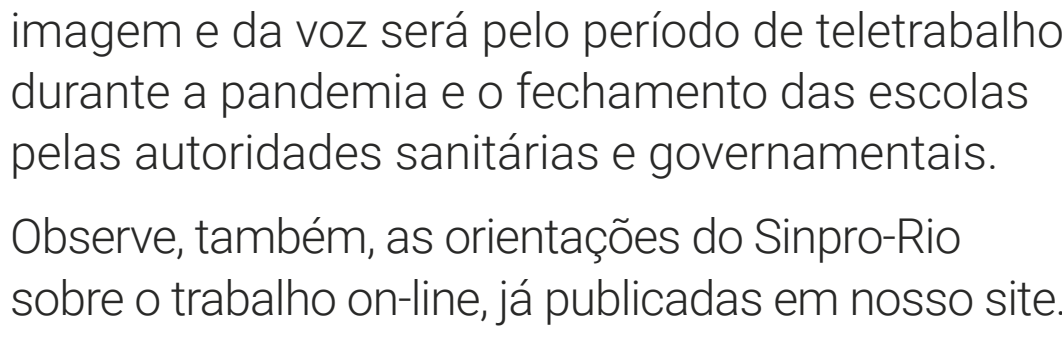 imagem e da voz será pelo período de teletrabalho
durante a pandemia e o fechamento das escolas
pelas autoridades sanitárias e governamentais.
Observe, também, as orientações do Sinpro-Rio
sobre o trabalho on-line, já publicadas em nosso site.